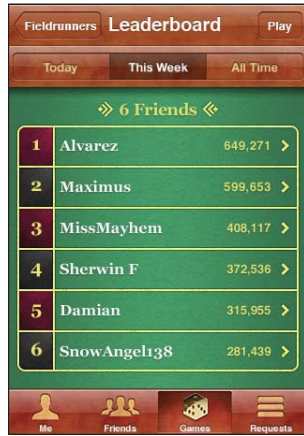 Fieldrunners Leaderboard Play
Today This Week All Time
6 Friends
1 Alvarez 649,271
2 Maximus 599,653
3 MissMayhem 408,117
4 Sherwin F 372,536
5 Damian 315,955
6 SnowAngel138 281,439
Me Friends Games Requests